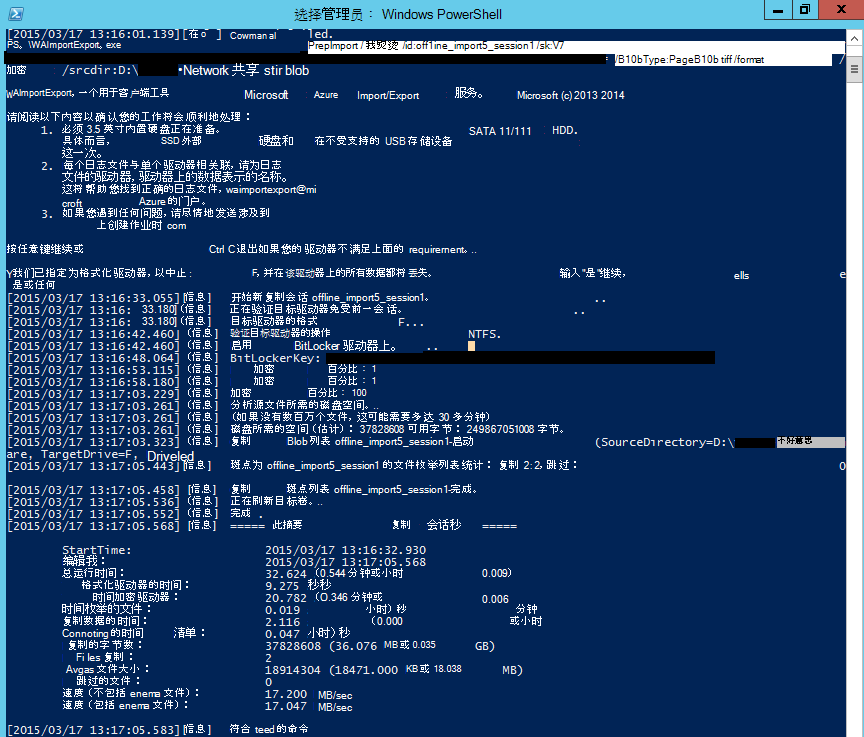 选择管理员： Windows PowerShell
[2015/03/17 13:16:01.139] Cowmanal led.
PS。\WAImportExport。exe PrepImport / 我煲烫 /id:off1ine_import5_session1 /sk:V7
/B10bType:PageB10b tiff /format /
加密 /srcdir:D:\ •Network 共享 stir blob
WAImportExport。一个用于客户端工具 Microsoft Azure Import/Export 服务。 Microsoft (c) 2013 2014
请阅读以下内容以确认您的工作将会顺利地处理：
1. 必须 3.5 英寸内置硬盘正在准备。 SATA 11/111 HDD.
具体而言， SSD 外部 硬盘和 在不受支持的 USB 存储设备
这一次。
2. 每个日志文件与单个驱动器相关联，请为日志
文件的驱动器，驱动器上的数据表示的名称。
这将 帮助 您找到正确的日志文件，waimportexport@mi
croft Azure 的门户。
3. 如果您遇到任何问题，请尽情地发送涉及到
上创建作业时 com
按任意键继续或 Ctrl C 退出如果您的 驱动器不满足上面的 requirement。..
Y我们已指定为格式化驱动器，以中止： F，并在该驱动器上的所有数据都将 丢失。 输入"是"继续， ells e
是或任何
[2015/03/17 13:16:33.055] [信息] 开始新 复制会话 offline_import5_session1。 ..
[2015/03/17 13:16: 33.180] (信息] 正在验证目标驱动器免受前一会话。 ..
[2015/03/17 13:16: 33.180] (信息] 目标驱动器的格式 F...
[2015/03/17 13:16:42.460] (信息] 验证目标驱动器的操作 NTFS.
[2015/03/17 13:16:42.460] (信息] 启用 BitLocker 驱动器上。 ..
[2015/03/17 13:16:48.064] [信息] BitLockerKey:
[2015/03/17 13:16:53.115] [信息] 加密 百分比： 1
[2015/03/17 13:16:58.180] [信息] 加密 百分比： 1
[2015/03/17 13:17:03.229] (信息] 加密 百分比： 100
[2015/03/17 13:17:03.261] (信息] 分析源文件所需的磁盘空间。..
[2015/03/17 13:17:03.261] (信息] (如果 没有数百万个文件，这可能需要多达 30 多分钟)
[2015/03/17 13:17:03.261] (信息] 磁盘所需的空间 (估计)： 37828608 可用字节： 249867051008 字节。
[2015/03/17 13:17:03.323] [信息] 复制 Blob 列表 offline_import5_session1-启动 (SourceDirectory=D:\ 不好意思
are, TargetDrive=F, Driveled
[2015/03/17 13:17:05.443] [信息] 斑点为 offline_import5_session1 的文件枚举列表统计： 复制 2:2，跳过： 0
[2015/03/17 13:17:05.458] [信息] 复制 斑点列表 offline_import5_session1-完成。
[2015/03/17 13:17:05.536] (信息] 正在刷新目标卷。..
[2015/03/17 13:17:05.552] (信息] 完成 .
[2015/03/17 13:17:05.568] [信息] ===== 此摘要 复制 会话秒 =====
StartTime: 2015/03/17 13:16:32.930
编辑我： 2015/03/17 13:17:05.568
总运行时间： 32.624 (0.544 分钟或小时 0.009)
格式化驱动器的时间： 9.275 秒秒
时间加密驱动器： 20.782 (O.346 分钟或 0.006
时间枚举的文件： 0.019 小时) 秒 分钟
复制数据的时间： 2.116 (0.000 或小时
Connoting 的时间 清单： 0.047 小时) 秒
复制的字节数： 37828608 (36.076 MB 或 0.035 GB)
Fi les 复制： 2
Avgas 文件大小： 18914304 (18471.000 KB 或 18.038 MB)
跳过的文件： 0
速度 (不包括 enema 文件)： 17.200 MB/sec
速度 (包括 enema 文件)： 17.047 MB/sec
[2015/03/17 13:17:05.583] [信息] 符合 teed 的命令